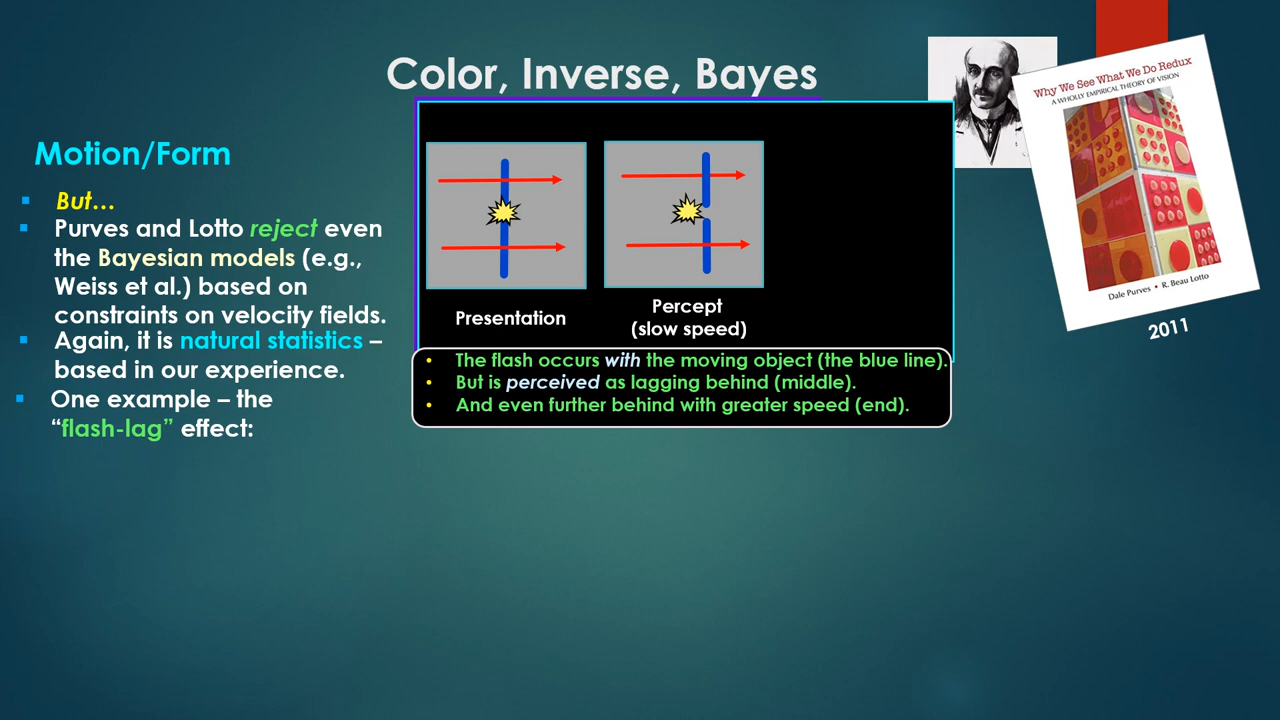 Color, Inverse, Bayes
Motion/Form
▪ But...
▪ Purves and Lotto reject even
the Bayesian models (e.g.,
Weiss et al.) based on
constraints on velocity fields.
▪ Again, it is natural statistics –
based in our experience.
▪ One example – the
“flash-lag” effect:
Presentation
Percept
(slow speed)
• The flash occurs with the moving object (the blue line).
• But is perceived as lagging behind (middle).
• And even further behind with greater speed (end).
Why We See What We Do Redux
A WHOLLY EMPIRICAL THEORY OF VISION
Dale Purves • R. Beau Lotto
2011